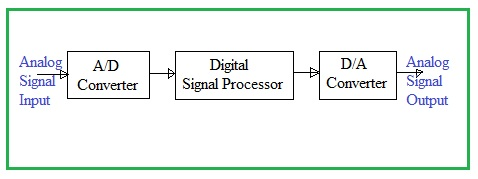 Analog
Signal
Input
A/D
Converter
Digital
Signal Processor
D/A
Converter
Analog
Signal
Output